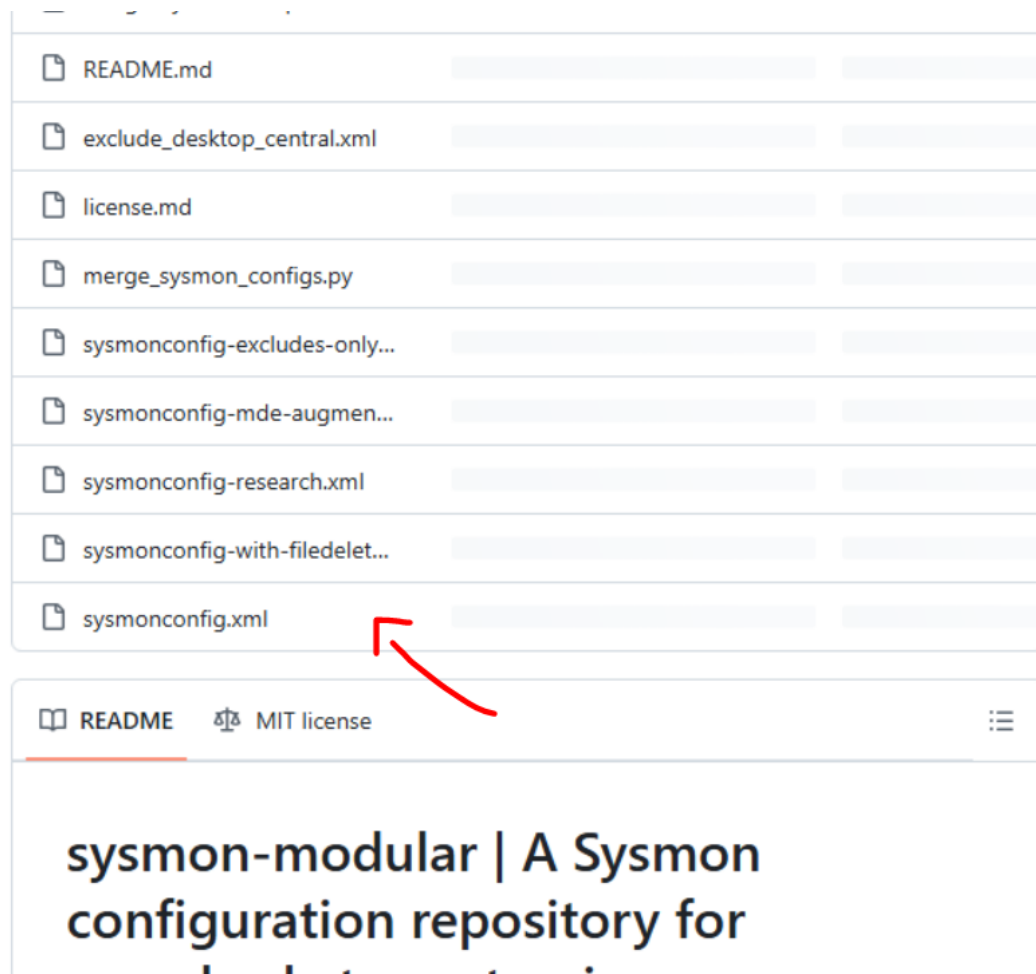 README.md
exclude_desktop_central.xml
license.md
merge_sysmon_configs.py
sysmonconfig-excludes-only...
sysmonconfig-mde-augmen...
sysmonconfig-research.xml
sysmonconfig-with-filedelet...
sysmonconfig.xml
README MIT license
sysmon-modular | A Sysmon
configuration repository for